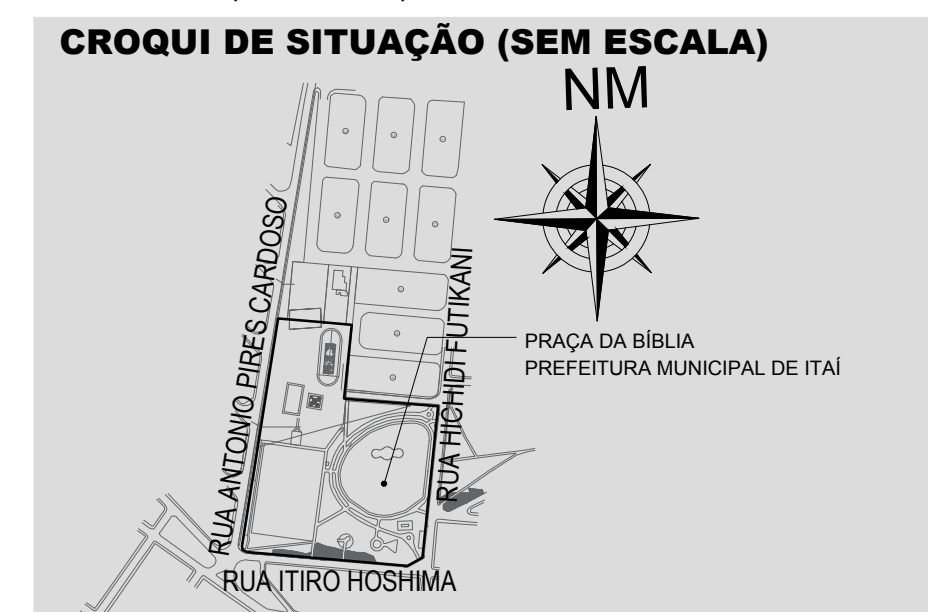 CROQUI DE SITUAÇÃO (SEM ESCALA)
NM
RUA ANTONIO PIRES CARDOSO
RUA HICHIDI FUTIKANI
PRAÇA DA BÍBLIA
PREFEITURA MUNICIPAL DE ITAÍ
RUA ITIRO HOSHIMA